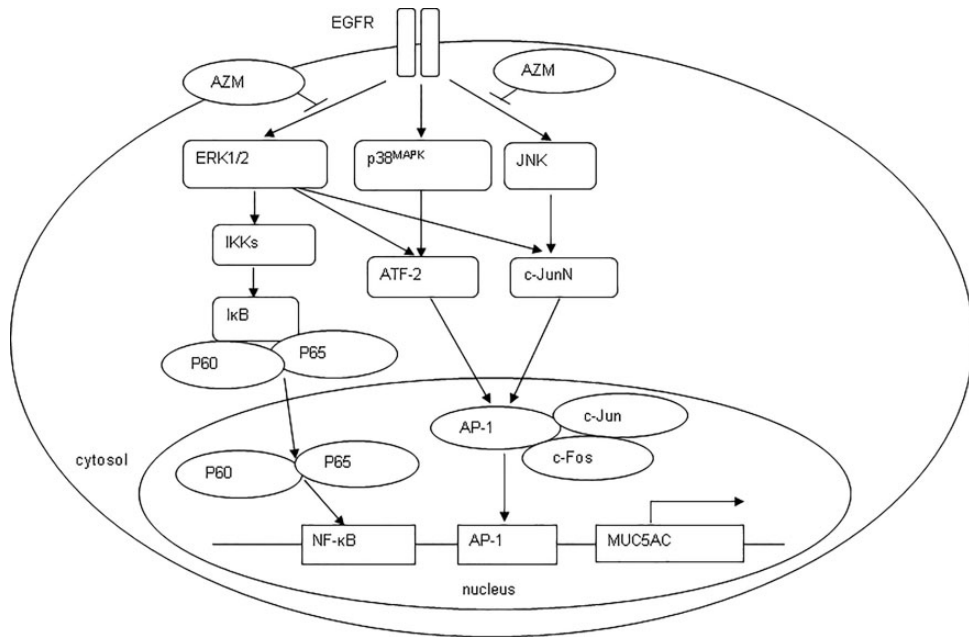 EGFR
AZM
AZM
ERK1/2
p38MAPK
JNK
IKKs
ATF-2
c-JunN
IκB
P60
P65
cytosol
P60
P65
AP-1
c-Jun
c-Fos
NF-κB
AP-1
MUC5AC
nucleus